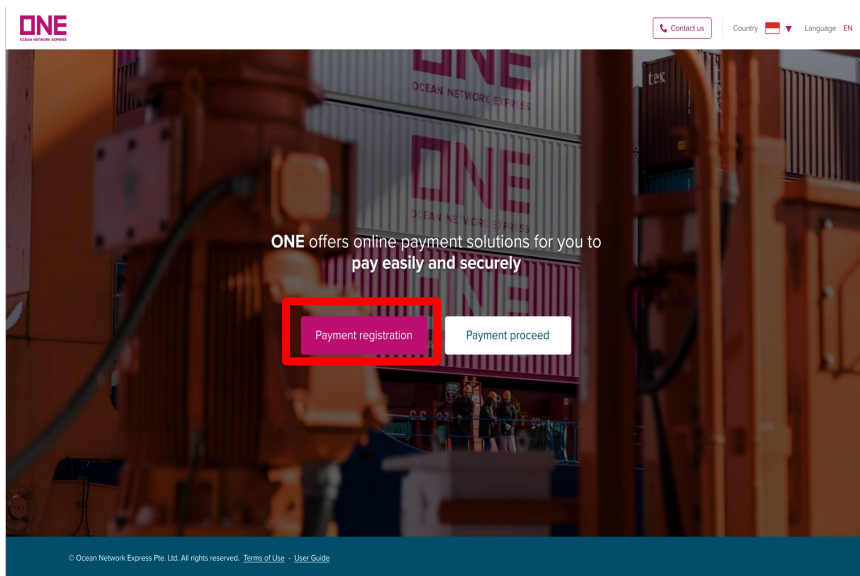 ONE
OCEAN NETWORK EXPRESS
Contact us
Country
Language EN
ONE
OCEAN NETWORK EXPRESS
tex
ONE
OCEAN NETWORK EXPRESS
ONE offers online payment solutions for you to
pay easily and securely
Payment registration
Payment proceed
© Ocean Network Express Pte. Ltd. All rights reserved. Terms of Use - User Guide